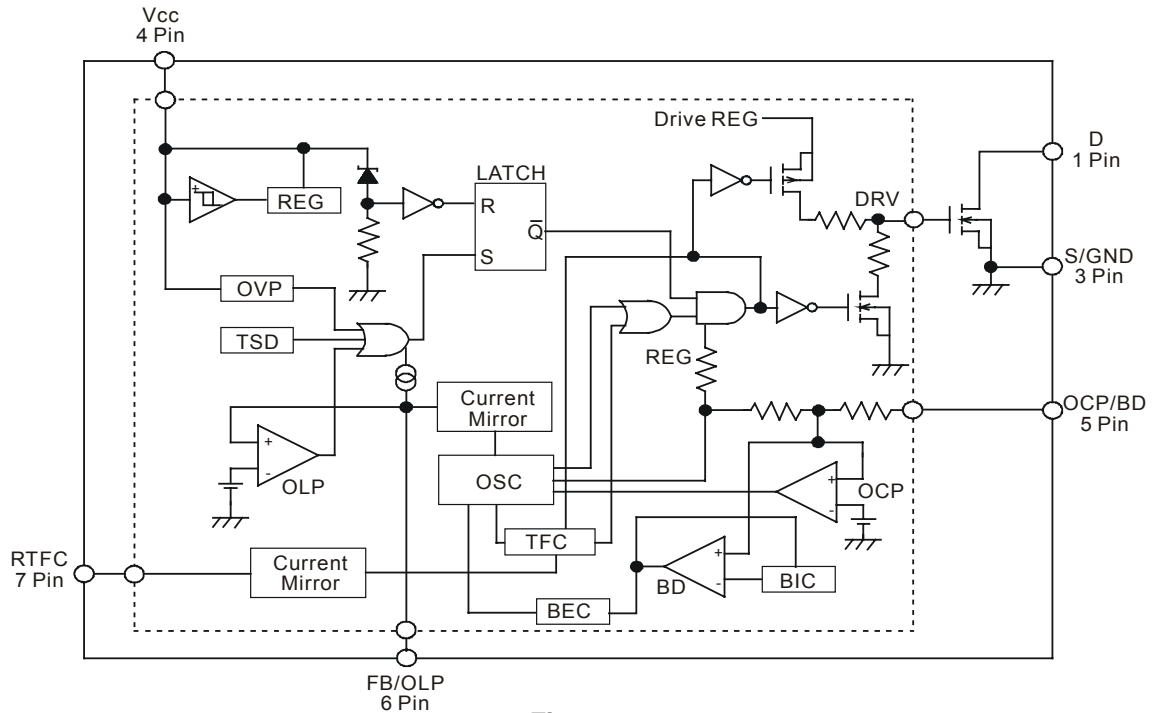 Vcc
4 Pin
Drive REG
D
1 Pin
LATCH
REG
R
DRV
Q̅
S/GND
3 Pin
S
OVP
TSD
REG
Current
Mirror
OCP/BD
5 Pin
+
-
OLP
OSC
+
-
OCP
TFC
RTFC
7 Pin
Current
Mirror
+
-
BD
BIC
BEC
FB/OLP
6 Pin